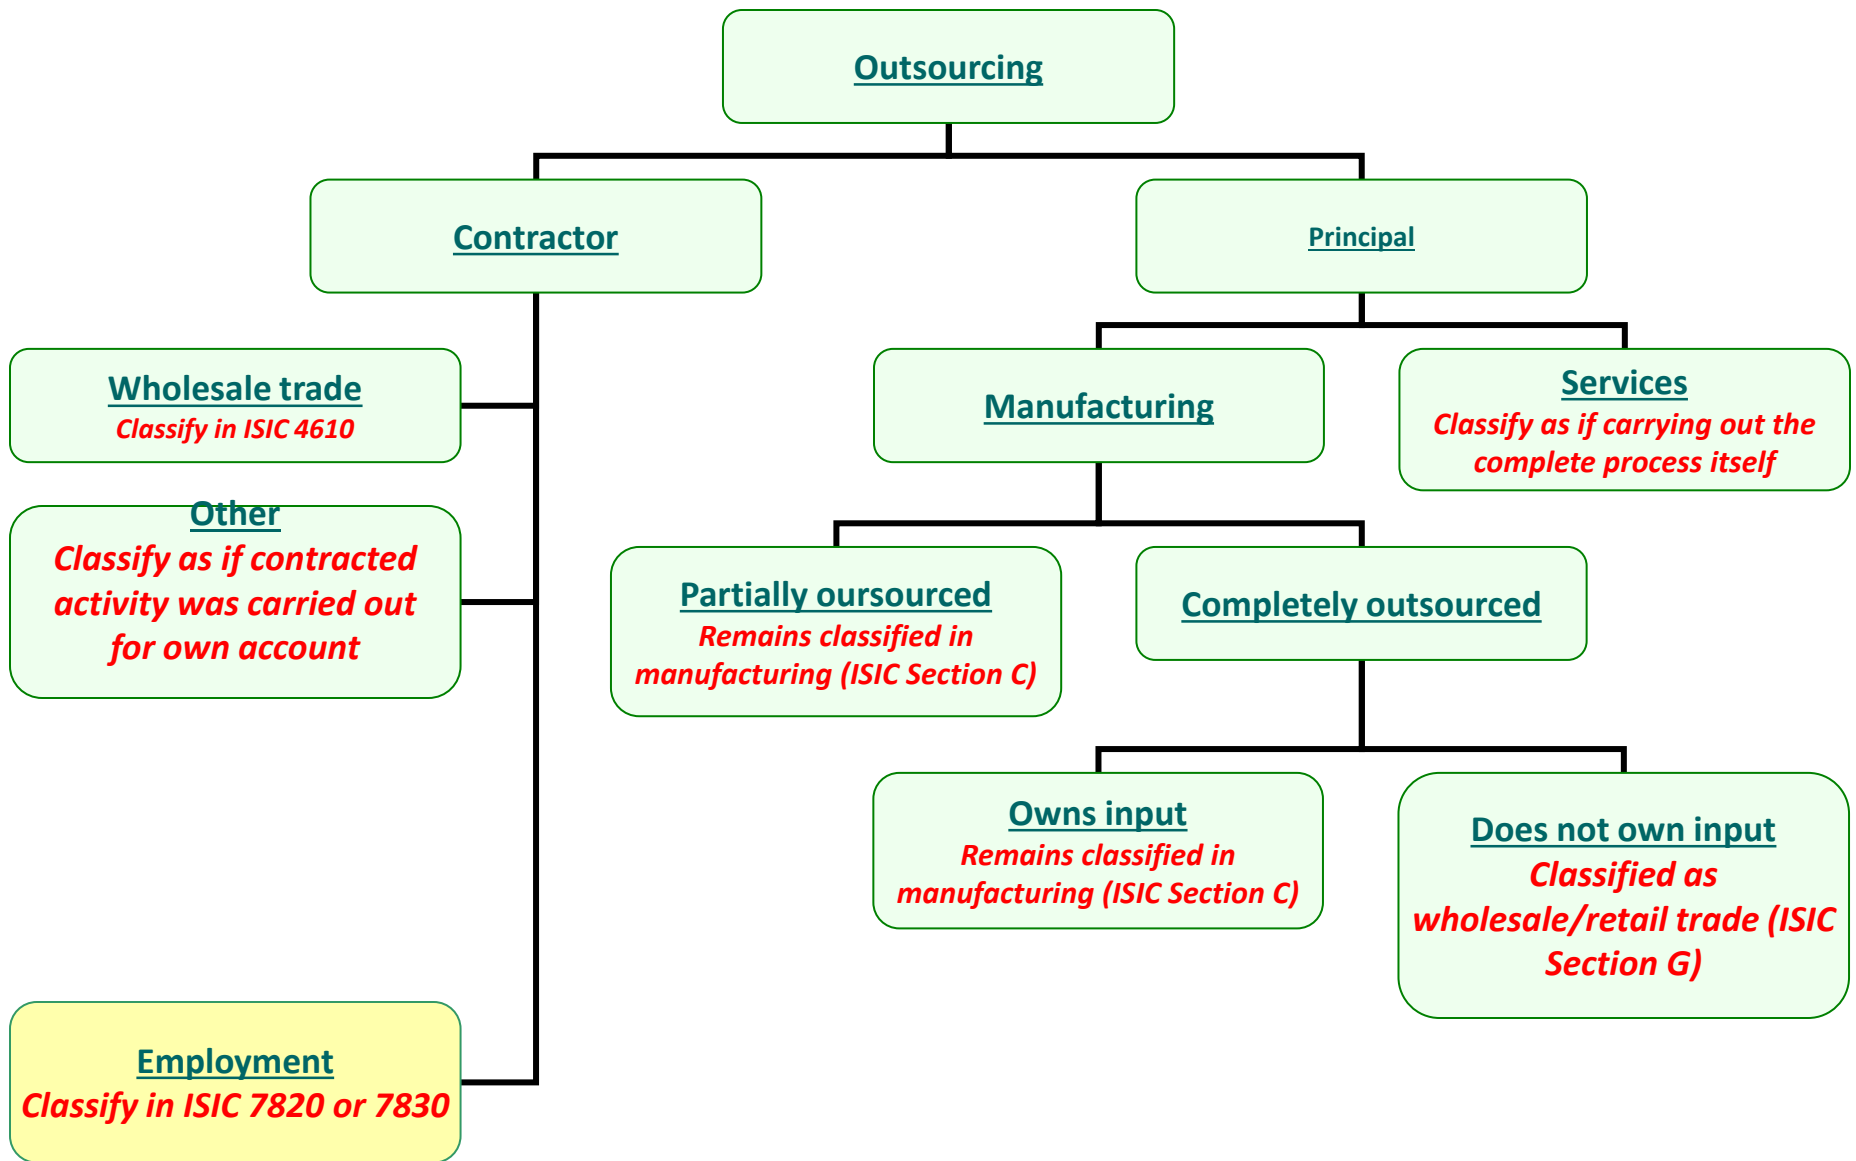 Outsourcing
Contractor
Principal
Wholesale trade
Classify in ISIC 4610
Manufacturing
Services
Classify as if carrying out the
complete process itself
Other
Classify as if contracted
activity was carried out
for own account
Partially oursourced
Remains classified in
manufacturing (ISIC Section C)
Completely outsourced
Owns input
Remains classified in
manufacturing (ISIC Section C)
Does not own input
Classified as
wholesale/retail trade (ISIC
Section G)
Employment
Classify in ISIC 7820 or 7830